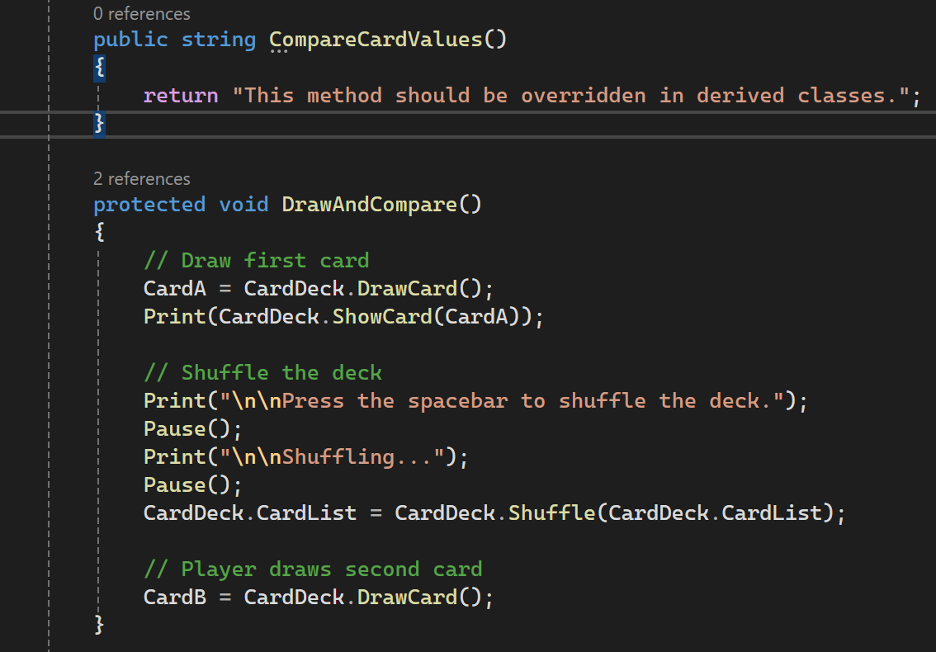 0 references
public string CompareCardValues()
{
return "This method should be overridden in derived classes.";
}
2 references
protected void DrawAndCompare()
{
// Draw first card
CardA = CardDeck.DrawCard();
Print(CardDeck.ShowCard(CardA));
// Shuffle the deck
Print("\n\nPress the spacebar to shuffle the deck.");
Pause();
Print("\n\nShuffling...");
Pause();
CardDeck.CardList = CardDeck.Shuffle(CardDeck.CardList);
// Player draws second card
CardB = CardDeck.DrawCard();
}